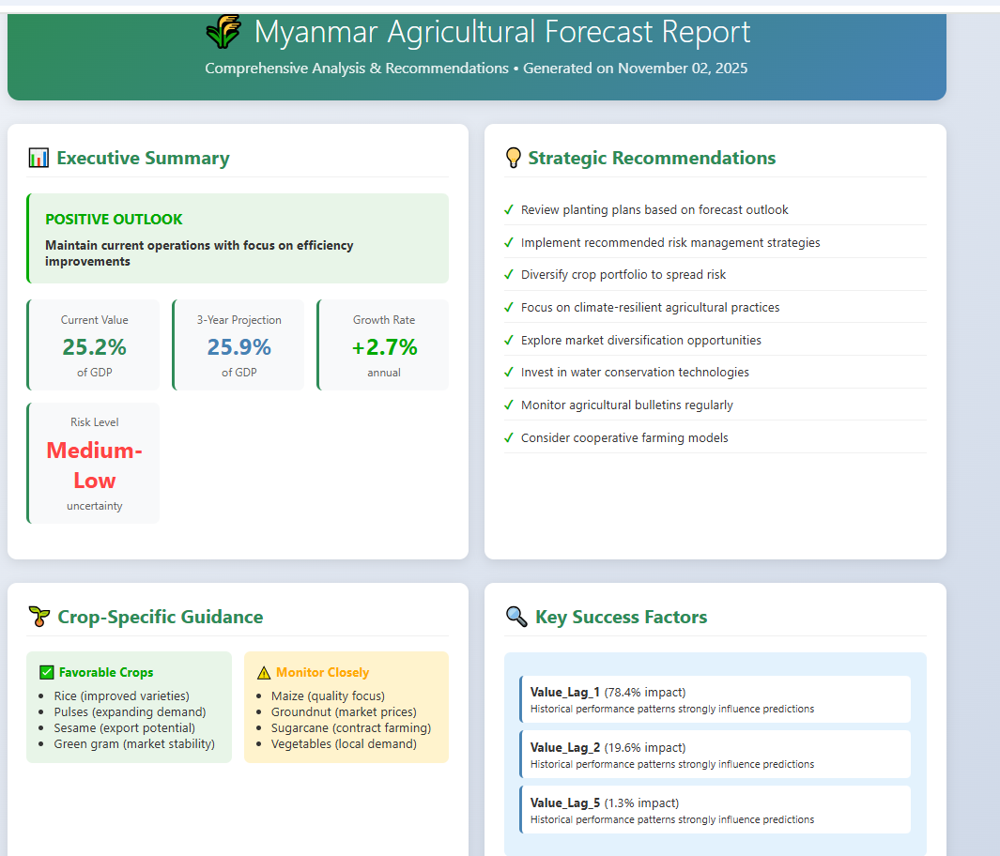 Myanmar Agricultural Forecast Report
Comprehensive Analysis & Recommendations • Generated on November 02, 2025
Executive Summary
POSITIVE OUTLOOK
Maintain current operations with focus on efficiency
improvements
Current Value
25.2%
of GDP
3-Year Projection
25.9%
of GDP
Growth Rate
+2.7%
annual
Risk Level
Medium-
Low
uncertainty
Strategic Recommendations
✓ Review planting plans based on forecast outlook
✓ Implement recommended risk management strategies
✓ Diversify crop portfolio to spread risk
✓ Focus on climate-resilient agricultural practices
✓ Explore market diversification opportunities
✓ Invest in water conservation technologies
✓ Monitor agricultural bulletins regularly
✓ Consider cooperative farming models
Crop-Specific Guidance
Favorable Crops
• Rice (improved varieties)
• Pulses (expanding demand)
• Sesame (export potential)
• Green gram (market stability)
Monitor Closely
• Maize (quality focus)
• Groundnut (market prices)
• Sugarcane (contract farming)
• Vegetables (local demand)
Key Success Factors
Value_Lag_1 (78.4% impact)
Historical performance patterns strongly influence predictions
Value_Lag_2 (19.6% impact)
Historical performance patterns strongly influence predictions
Value_Lag_5 (1.3% impact)
Historical performance patterns strongly influence predictions